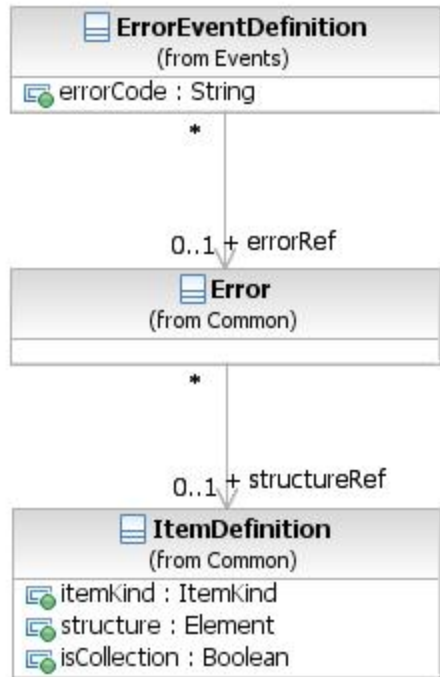 ErrorEventDefinition
(from Events)
errorCode : String
*
0..1 + errorRef
Error
(from Common)
*
0..1 + structureRef
ItemDefinition
(from Common)
itemKind : ItemKind
structure : Element
isCollection : Boolean